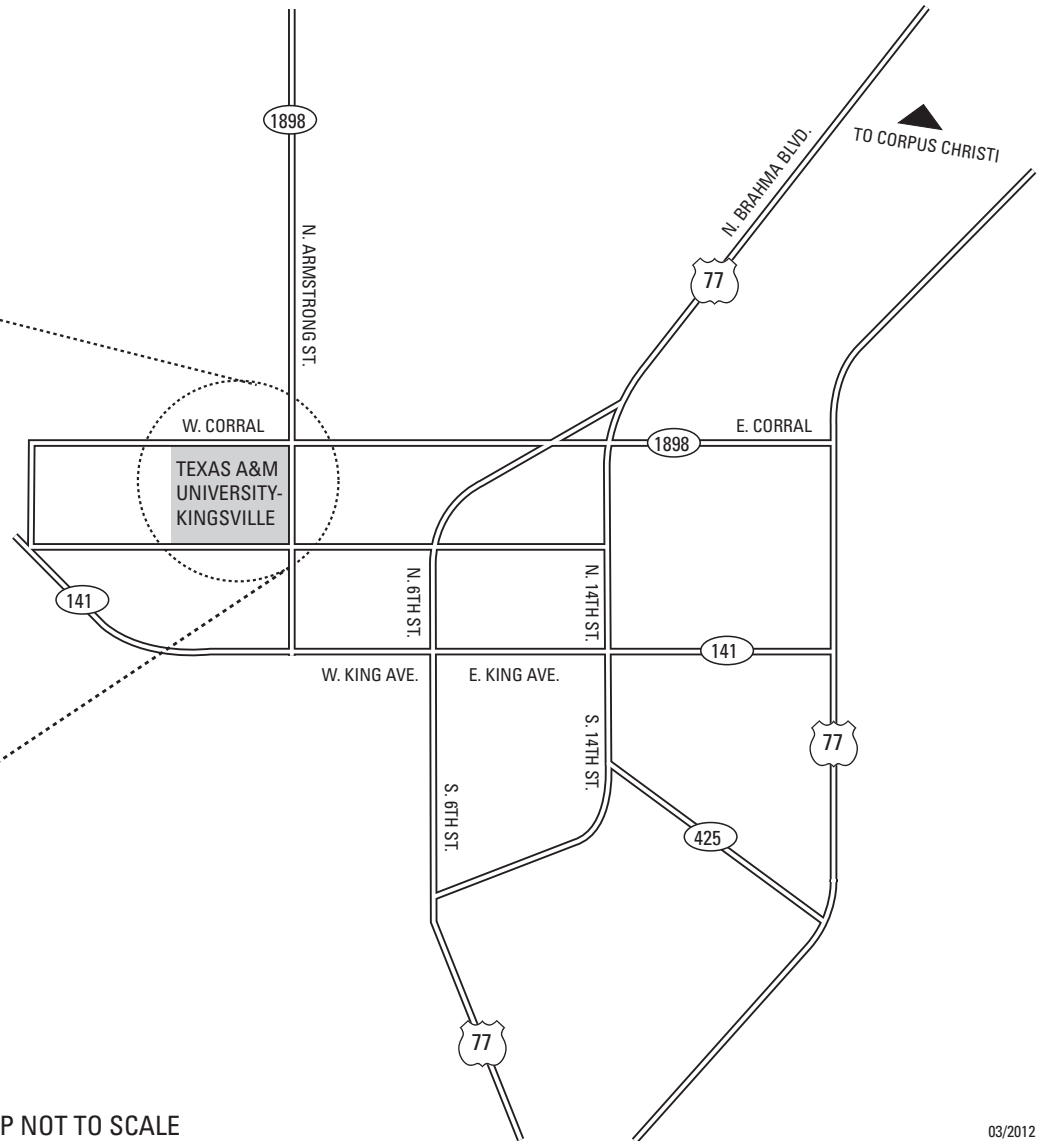 1898
TO CORPUS CHRISTI
N. BRAHMA BLVD.
N. ARMSTRONG ST.
77
W. CORRAL
E. CORRAL
1898
TEXAS A&M
UNIVERSITY-
KINGSVILLE
N. 6TH ST.
N. 14TH ST.
141
141
W. KING AVE.
E. KING AVE.
S. 14TH ST.
77
S. 6TH ST.
425
77
P NOT TO SCALE
03/2012